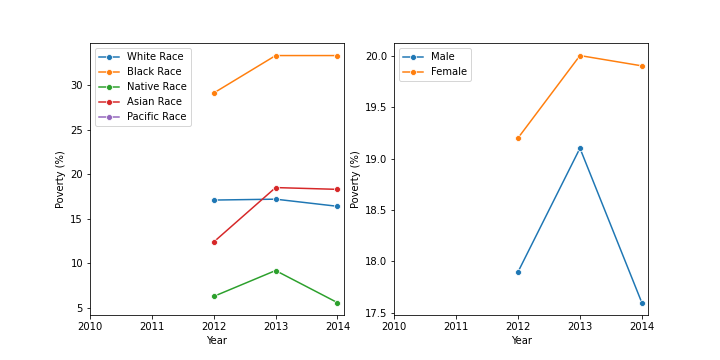 White Race
Black Race
Native Race
Asian Race
Pacific Race
30
25
20
15
10
5
Poverty (%)
2010 2011 2012 2013 2014
Year
Male
Female
20.0
19.5
19.0
18.5
18.0
17.5
Poverty (%)
2010 2011 2012 2013 2014
Year